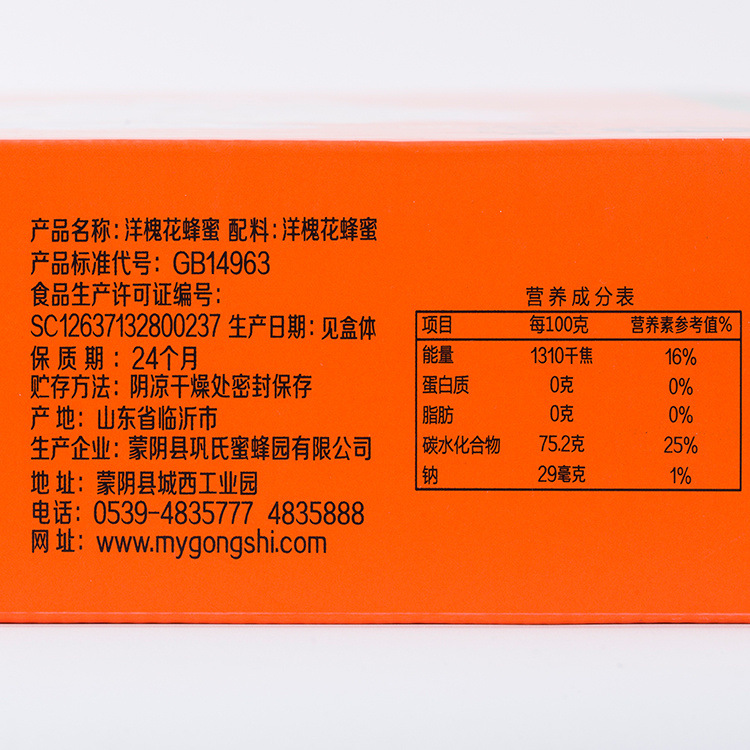 产品名称:洋槐花蜂蜜 配料:洋槐花蜂蜜
产品标准代号: GB14963
食品生产许可证编号:
SC12637132800237 生产日期:见盒体
保质期:24个月
贮存方法:阴凉干燥处密封保存
产地:山东省临沂市
生产企业:蒙阴县巩氏蜜蜂园有限公司
地址:蒙阴县城西工业园
电话: 0539-4835777 4835888
网址: www.mygongshi.com
营养成分表
项目 每100克 营养素参考值%
能量 1310千焦 16%
蛋白质 0克 0%
脂肪 0克 0%
碳水化合物 75.2克 25%
钠 29毫克 1%